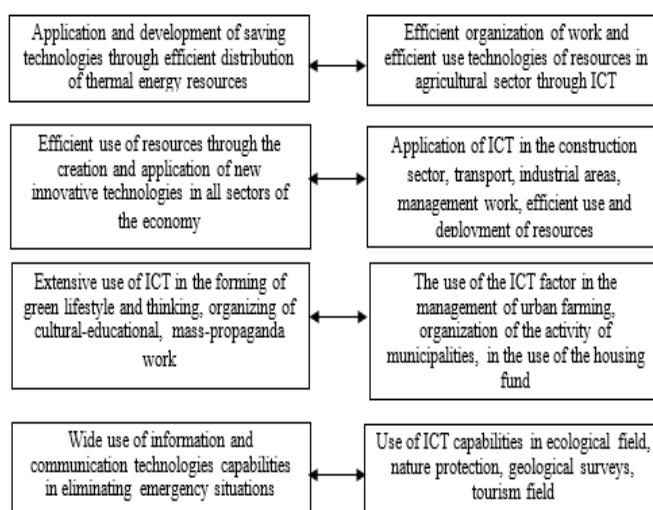 Application and development of saving
technologies through efficient distribution
of thermal energy resources
Efficient organization of work and
efficient use technologies of resources in
agricultural sector through ICT
Efficient use of resources through the
creation and application of new
innovative technologies in all sectors of
the economy
Application of ICT in the construction
sector, transport, industrial areas,
management work, efficient use and
deployment of resources
Extensive use of ICT in the forming of
green lifestyle and thinking, organizing of
cultural-educational, mass-propaganda
work
The use of the ICT factor in the
management of urban farming,
organization of the activity of
municipalities, in the use of the housing
fund
Wide use of information and
communication technologies capabilities
in eliminating emergency situations
Use of ICT capabilities in ecological field,
nature protection, geological surveys,
tourism field